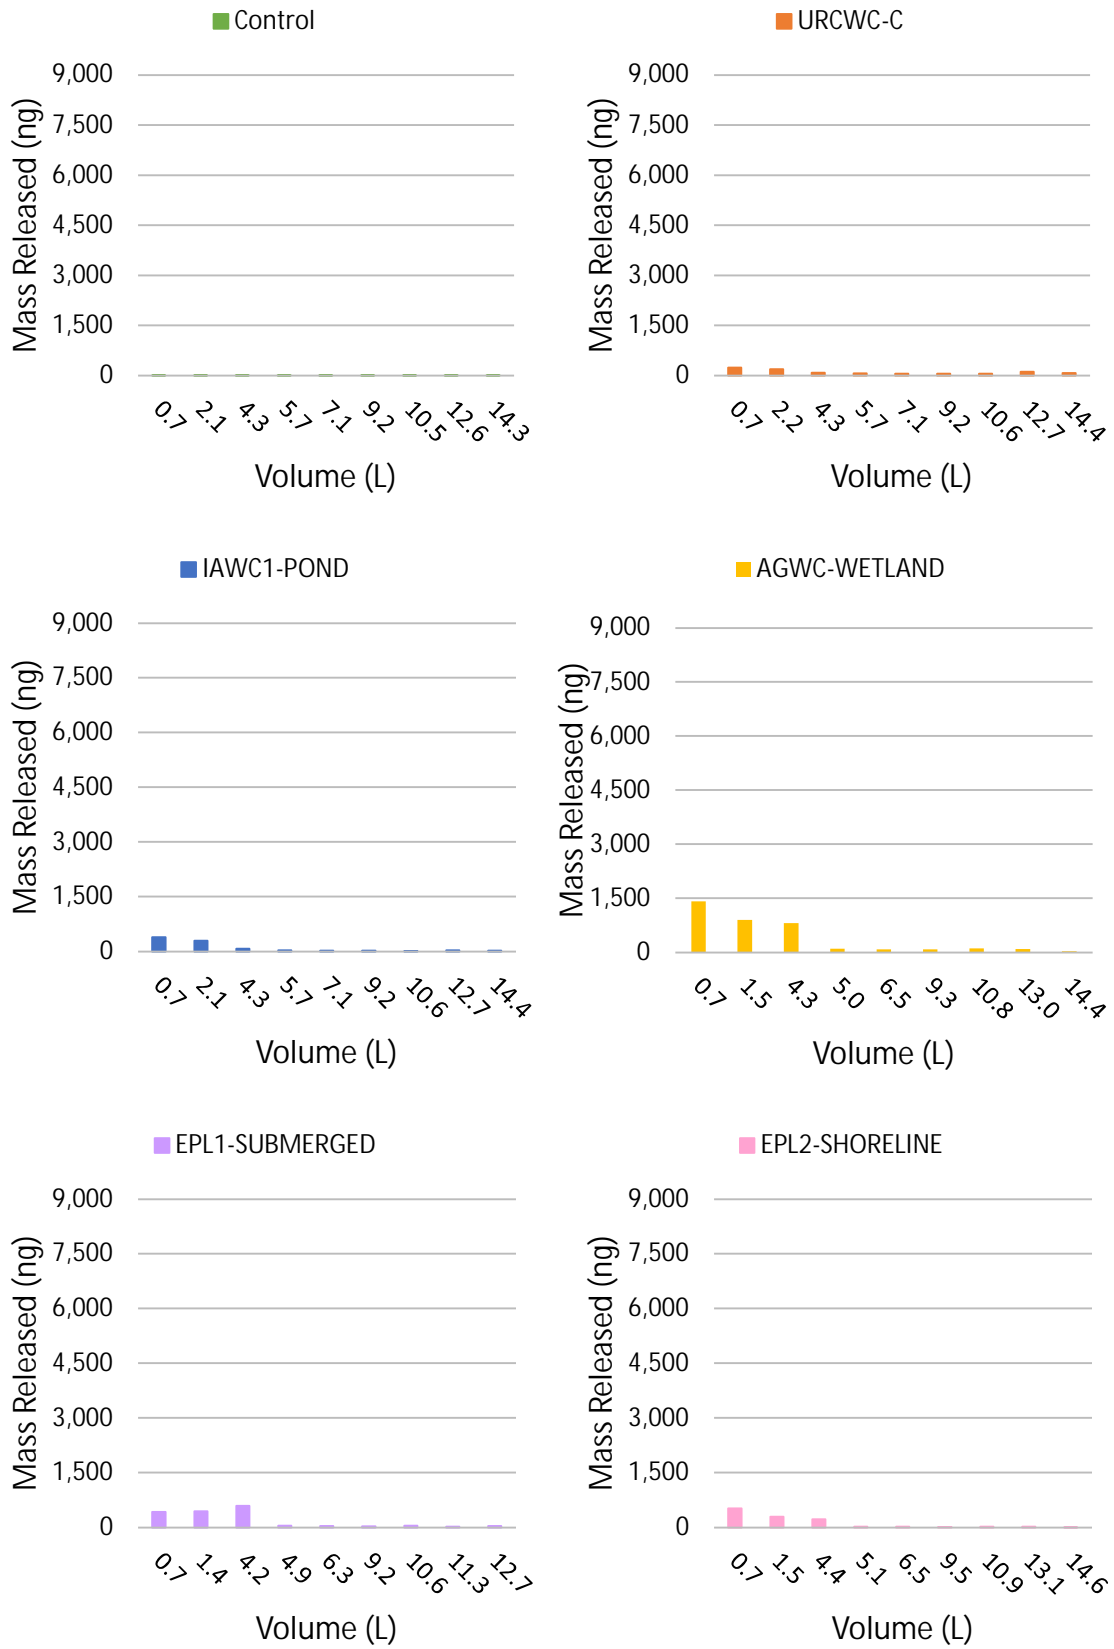 Control
Mass Released (ng)
9,000
7,500
6,000
4,500
3,000
1,500
0
0.7 2.1 4.3 5.7 7.1 9.2 10.5 12.6 14.3
Volume (L)
URCWC-C
Mass Released (ng)
9,000
7,500
6,000
4,500
3,000
1,500
0
0.7 2.2 4.3 5.7 7.1 9.2 10.6 12.7 14.4
Volume (L)
IAWC1-POND
Mass Released (ng)
9,000
7,500
6,000
4,500
3,000
1,500
0
0.7 2.1 4.3 5.7 7.1 9.2 10.6 12.7 14.4
Volume (L)
AGWC-WETLAND
Mass Released (ng)
9,000
7,500
6,000
4,500
3,000
1,500
0
0.7 1.5 4.3 5.0 6.5 9.3 10.8 13.0 14.4
Volume (L)
EPL1-SUBMERGED
Mass Released (ng)
9,000
7,500
6,000
4,500
3,000
1,500
0
0.7 1.4 4.2 4.9 6.3 9.2 10.6 11.3 12.7
Volume (L)
EPL2-SHORELINE
Mass Released (ng)
9,000
7,500
6,000
4,500
3,000
1,500
0
0.7 1.5 4.4 5.1 6.5 9.5 10.9 13.1 14.6
Volume (L)